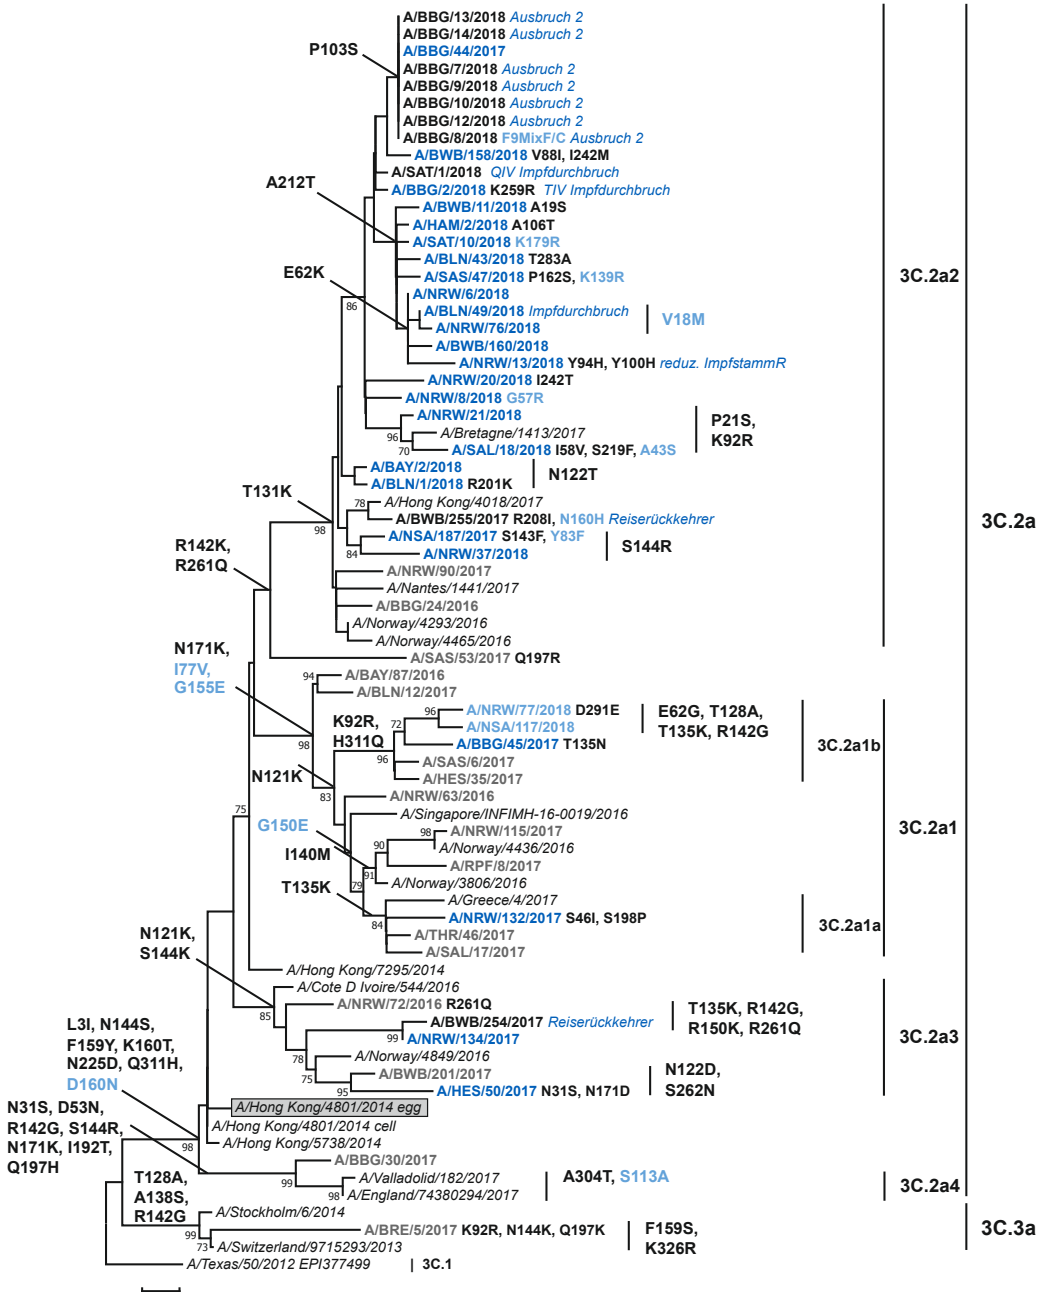 A/BBG/13/2018 Ausbruch 2
A/BBG/14/2018 Ausbruch 2
P103S
A/BBG/44/2017
A/BBG/7/2018 Ausbruch 2
A/BBG/9/2018 Ausbruch 2
A/BBG/10/2018 Ausbruch 2
A/BBG/12/2018 Ausbruch 2
A/BBG/8/2018 F9MixF/C Ausbruch 2
A/BWB/158/2018 V88I, I242M
A/SAT/1/2018 QIV Impfdurchbruch
A212T
A/BBG/2/2018 K259R TIV Impfdurchbruch
A/BWB/11/2018 A19S
A/HAM/2/2018 A106T
A/SAT/10/2018 K179R
A/BLN/43/2018 T283A
E62K
A/SAS/47/2018 P162S, K139R
3C.2a2
A/NRW/6/2018
86
A/BLN/49/2018 Impfdurchbruch
V18M
A/NRW/76/2018
A/BWB/160/2018
A/NRW/13/2018 Y94H, Y100H reduz. ImpfstammR
A/NRW/20/2018 I242T
A/NRW/8/2018 G57R
A/NRW/21/2018
P21S,
K92R
96
A/Bretagne/1413/2017
70
A/SAL/18/2018 I58V, S219F, A43S
A/BAY/2/2018
N122T
A/BLN/1/2018 R201K
T131K
78
A/Hong Kong/4018/2017
98
A/BWB/255/2017 R208I, N160H Reiserückkehrer
3C.2a
A/NSA/187/2017 S143F, Y83F
S144R
84
A/NRW/37/2018
R142K,
R261Q
A/NRW/90/2017
A/Nantes/1441/2017
A/BBG/24/2016
A/Norway/4293/2016
A/Norway/4465/2016
N171K,
I77V,
G155E
A/SAS/53/2017 Q197R
94
A/BAY/87/2016
A/BLN/12/2017
96
A/NRW/77/2018 D291E
E62G, T128A,
T135K, R142G
K92R,
H311Q
72
A/NSA/117/2018
98
A/BBG/45/2017 T135N
3C.2a1b
96
A/SAS/6/2017
N121K
A/HES/35/2017
83
A/NRW/63/2016
75
A/Singapore/INFIMH-16-0019/2016
G150E
98
A/NRW/115/2017
3C.2a1
90
A/Norway/4436/2016
I140M
A/RPF/8/2017
91
79
A/Norway/3806/2016
T135K
A/Greece/4/2017
84
A/NRW/132/2017 S46I, S198P
3C.2a1a
N121K,
S144K
A/THR/46/2017
A/SAL/17/2017
A/Hong Kong/7295/2014
A/Cote D Ivoire/544/2016
A/NRW/72/2016 R261Q
T135K, R142G,
R150K, R261Q
85
A/BWB/254/2017 Reiserückkehrer
L3I, N144S,
F159Y, K160T,
N225D, Q311H,
D160N
99
A/NRW/134/2017
3C.2a3
78
A/Norway/4849/2016
75
A/BWB/201/2017
N122D,
S262N
95
A/HES/50/2017 N31S, N171D
N31S, D53N,
R142G, S144R,
N171K, I192T,
Q197H
A/Hong Kong/4801/2014 egg
A/Hong Kong/4801/2014 cell
98
A/Hong Kong/5738/2014
A/BBG/30/2017
T128A,
A138S,
R142G
99
A/Valladolid/182/2017
A304T, S113A
3C.2a4
98
A/England/74380294/2017
A/Stockholm/6/2014
99
A/BRE/5/2017 K92R, N144K, Q197K
F159S,
K326R
3C.3a
73
A/Switzerland/9715293/2013
A/Texas/50/2012 EPI377499
3C.1